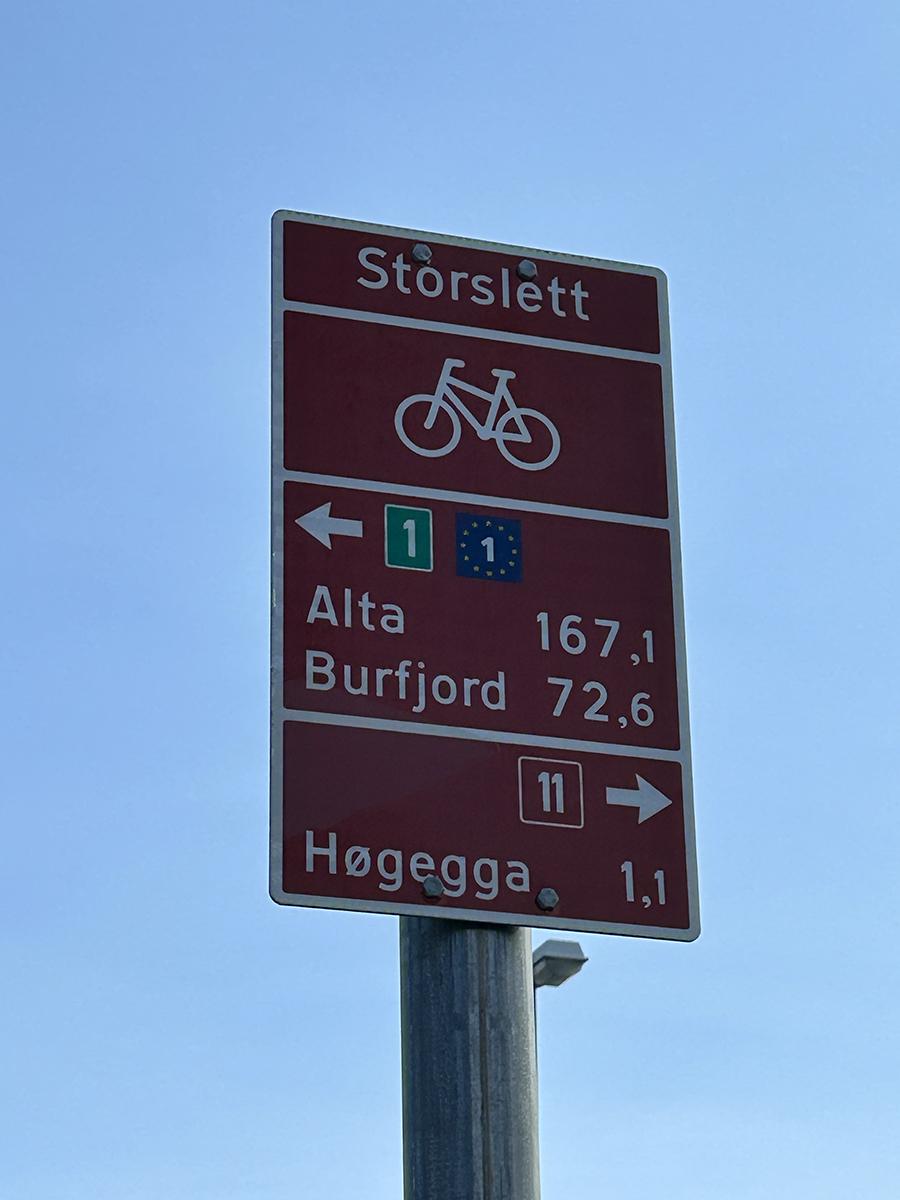 Storslett
1 1
Alta 167,1
Burfjord 72,6
11
Høgegga 1,1